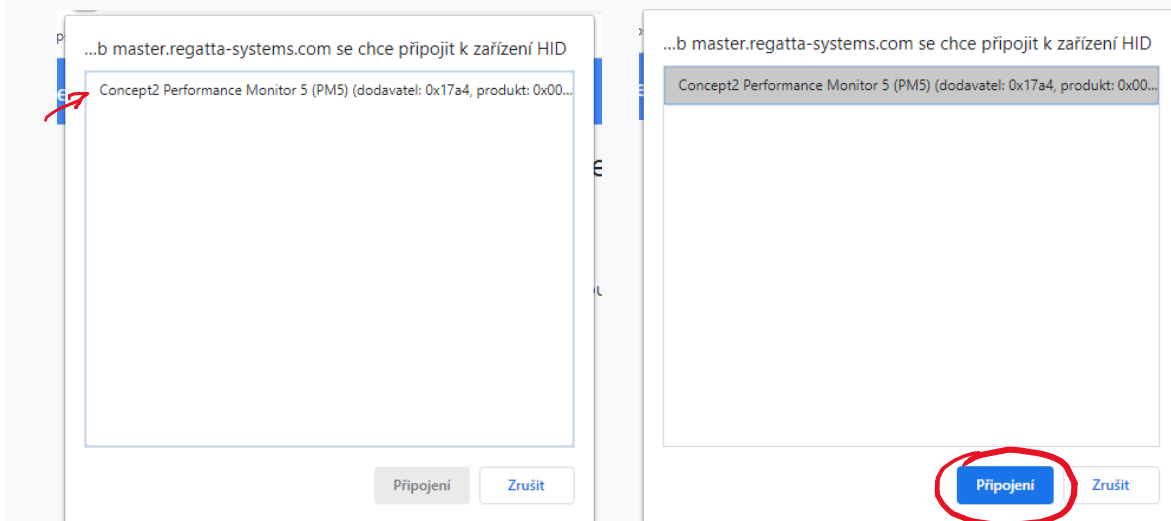 ...b master.regatta-systems.com se chce připojit k zařízení HID
Concept2 Performance Monitor 5 (PM5) (dodavatel: 0x17a4, produkt: 0x00...
Připojení
Zrušit
...b master.regatta-systems.com se chce připojit k zařízení HID
Concept2 Performance Monitor 5 (PM5) (dodavatel: 0x17a4, produkt: 0x00...
Připojení
Zrušit